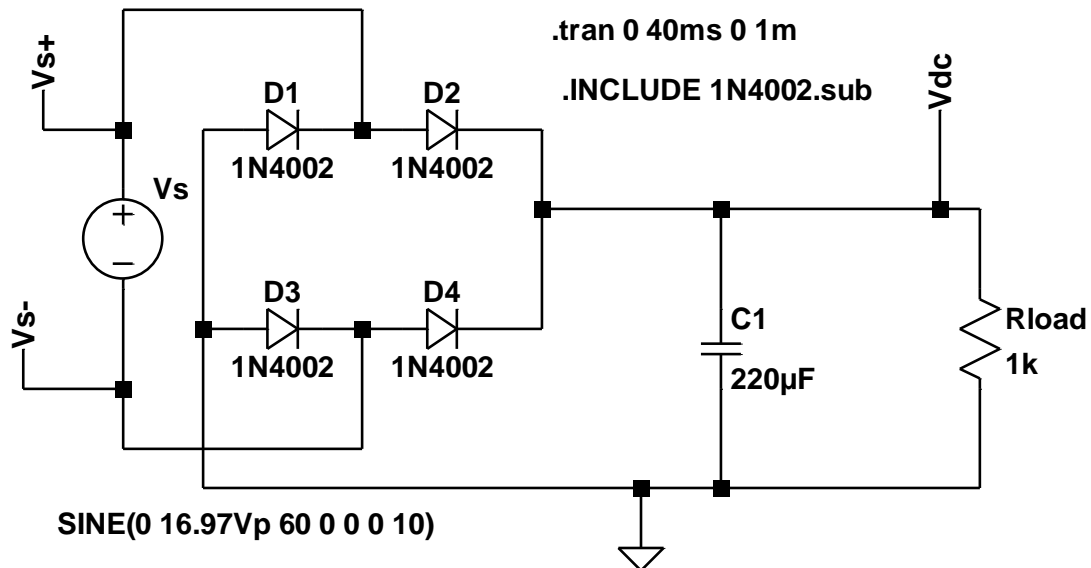 .tran 0 40ms 0 1m
Vs+
Vdc
D1
D2
.INCLUDE 1N4002.sub
1N4002
1N4002
Vs
+
−
Vs-
D3
D4
C1
Rload
1N4002
1N4002
220µF
1k
SINE(0 16.97Vp 60 0 0 0 10)